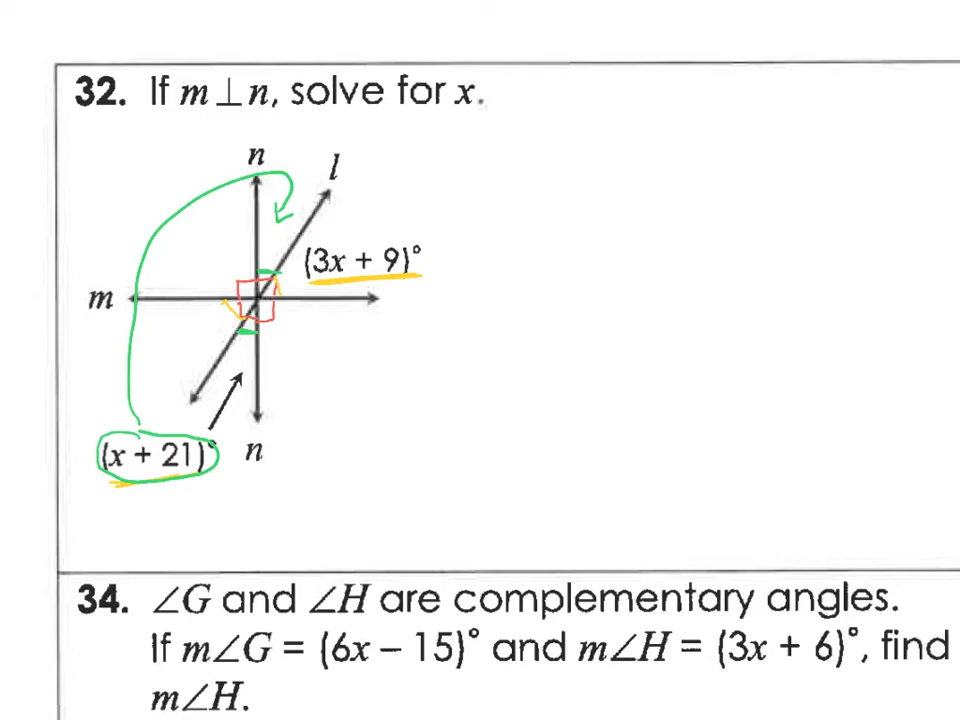 32. If m ⊥ n, solve for x.
n
l
(3x + 9)°
m
(x + 21)°
n
34. ∠G and ∠H are complementary angles.
If m∠G = (6x – 15)° and m∠H = (3x + 6)°, find
m∠H.